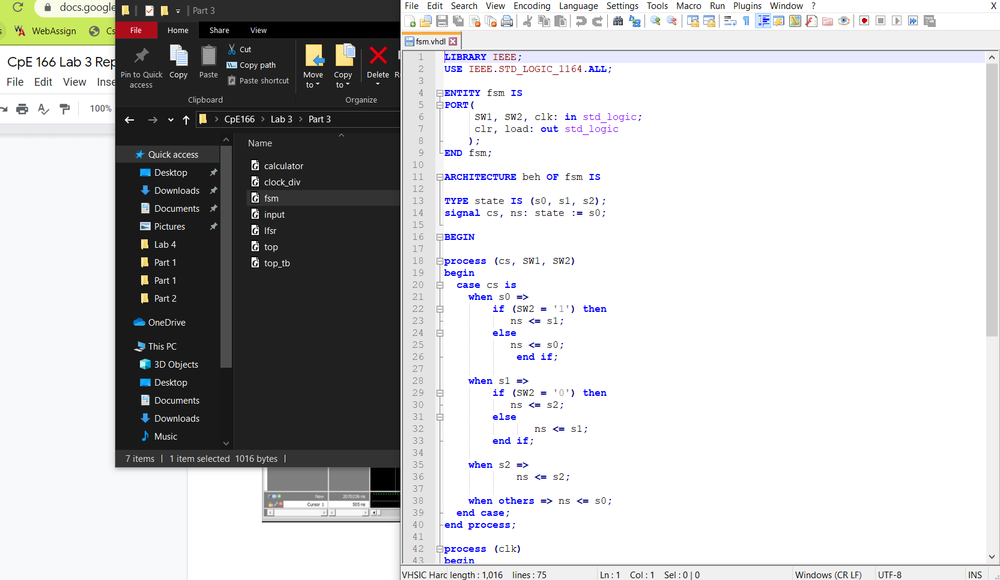 docs.google
WebAssign
Cs
CpE 166 Lab 3 Rep
File Edit View Inse
100%
Part 3
File Home Share View
Pin to Quick access
Copy
Paste
Cut
Copy path
Paste shortcut
Clipboard
Move to
Copy to
Delete
Organize
CpE166 > Lab 3 > Part 3
Name
Quick access
Desktop
Downloads
Documents
Pictures
Lab 4
Part 1
Part 1
Part 2
OneDrive
This PC
3D Objects
Desktop
Documents
Downloads
Music
calculator
clock_div
fsm
input
lfsr
top
top_tb
7 items | 1 item selected 1016 bytes |
Now 2070236 ns
Cursor 1 505 ns
File Edit Search View Encoding Language Settings Tools Macro Run Plugins Window ? X
fsm.vhdl
1 LIBRARY IEEE;
2 USE IEEE.STD_LOGIC_1164.ALL;
3
4 ENTITY fsm IS
5 PORT(
6 SW1, SW2, clk: in std_logic;
7 clr, load: out std_logic
8 );
9 END fsm;
10
11 ARCHITECTURE beh OF fsm IS
12
13 TYPE state IS (s0, s1, s2);
14 signal cs, ns: state := s0;
15
16 BEGIN
17
18 process (cs, SW1, SW2)
19 begin
20 case cs is
21 when s0 =>
22 if (SW2 = '1') then
23 ns <= s1;
24 else
25 ns <= s0;
26 end if;
27
28 when s1 =>
29 if (SW2 = '0') then
30 ns <= s2;
31 else
32 ns <= s1;
33 end if;
34
35 when s2 =>
36 ns <= s2;
37
38 when others => ns <= s0;
39 end case;
40 end process;
41
42 process (clk)
43 begin
VHSIC Harc length : 1,016 lines : 75 Ln : 1 Col : 1 Sel : 0 | 0 Windows (CR LF) UTF-8 INS